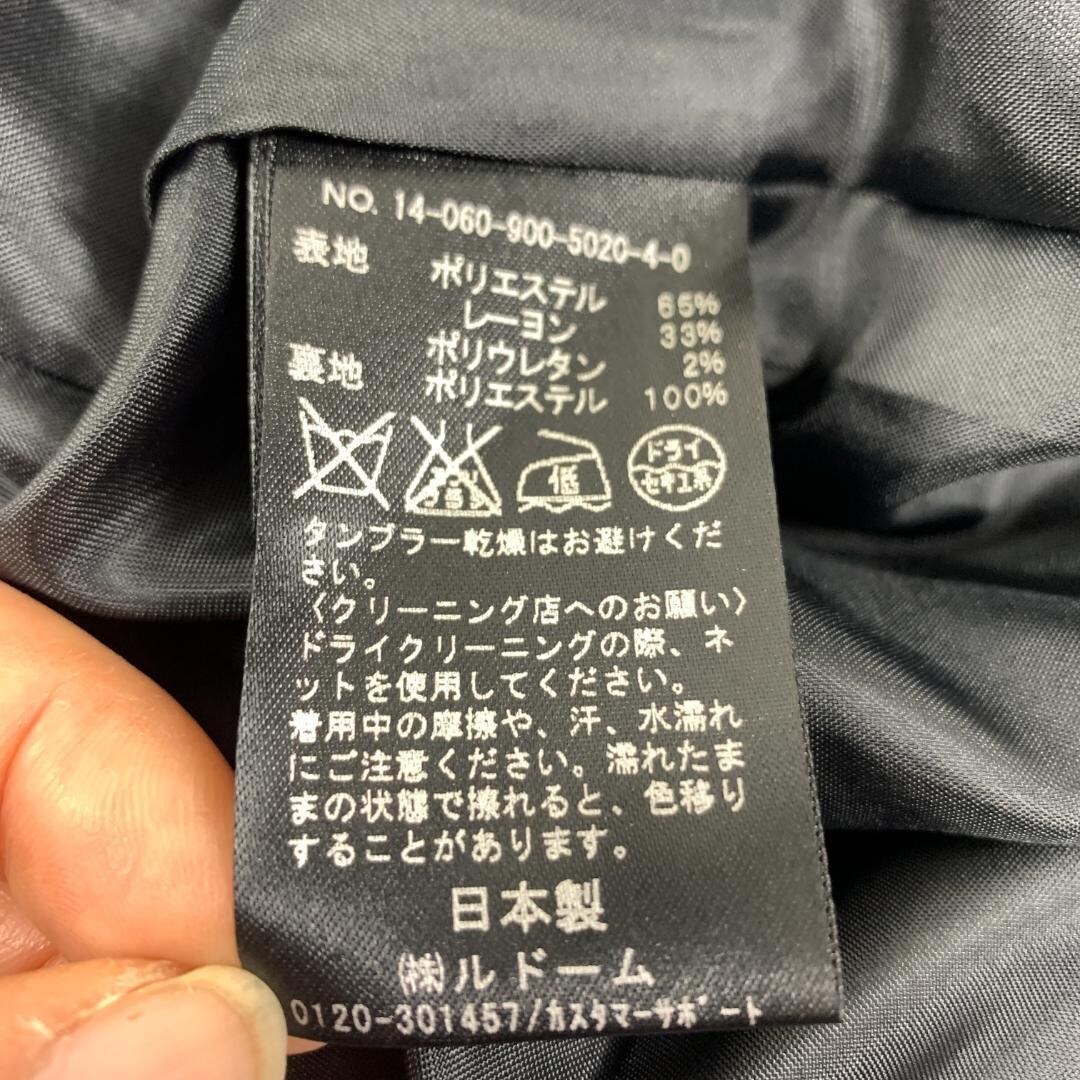 NO. 14-060-900-5020-4-0
表地 ポリエステル 65%
レーヨン 33%
ポリウレタン 2%
裏地 ポリエステル 100%
エンソ サラシ 低 ドライ セキユ系
タンブラー乾燥はお避けくだ
さい。
〈クリーニング店へのお願い〉
ドライクリーニングの際、ネ
ットを使用してください。
着用中の摩擦や、汗、水濡れ
にご注意ください。濡れたま
まの状態で擦れると、色移り
することがあります。
日本製
㈱ルドーム
0120-301457/ｶｽﾀﾏｰｻﾎﾟｰﾄ